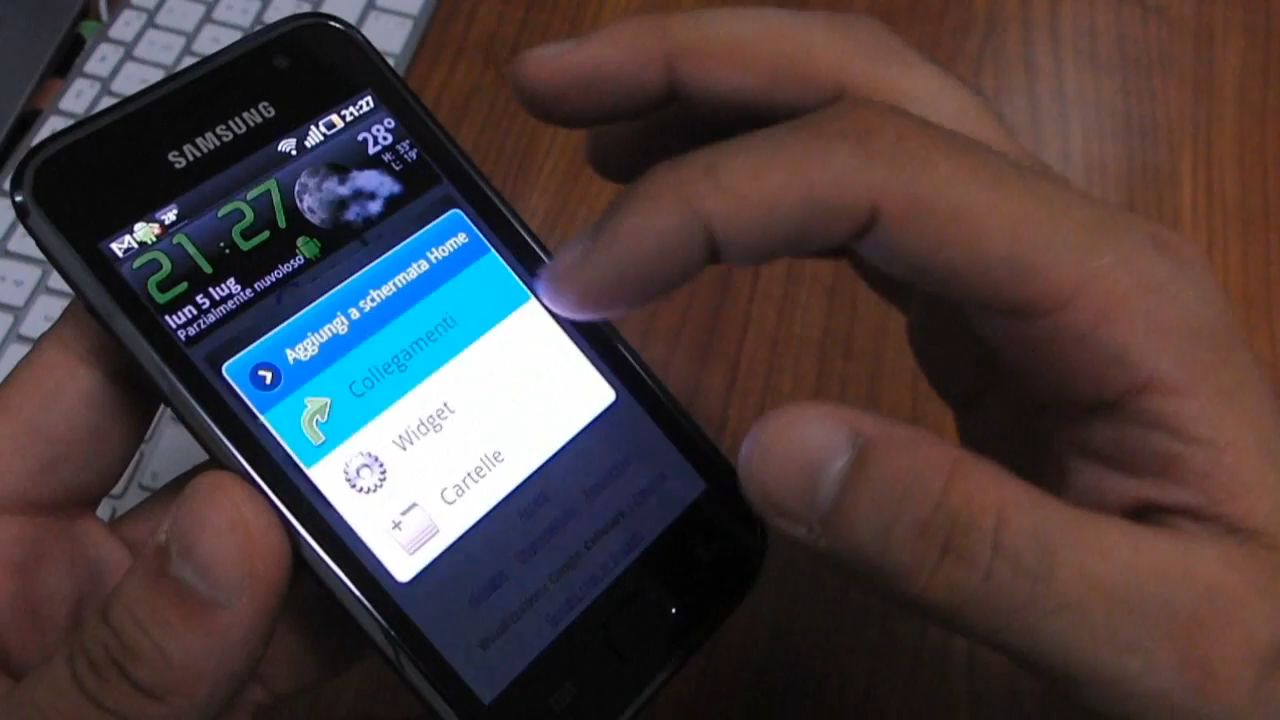 SAMSUNG
21:27
28°
28°
H: 33°
L: 19°
21:27
lun 5 lug
Parzialmente nuvoloso
Aggiungi a schermata Home
Collegamenti
Widget
Cartelle